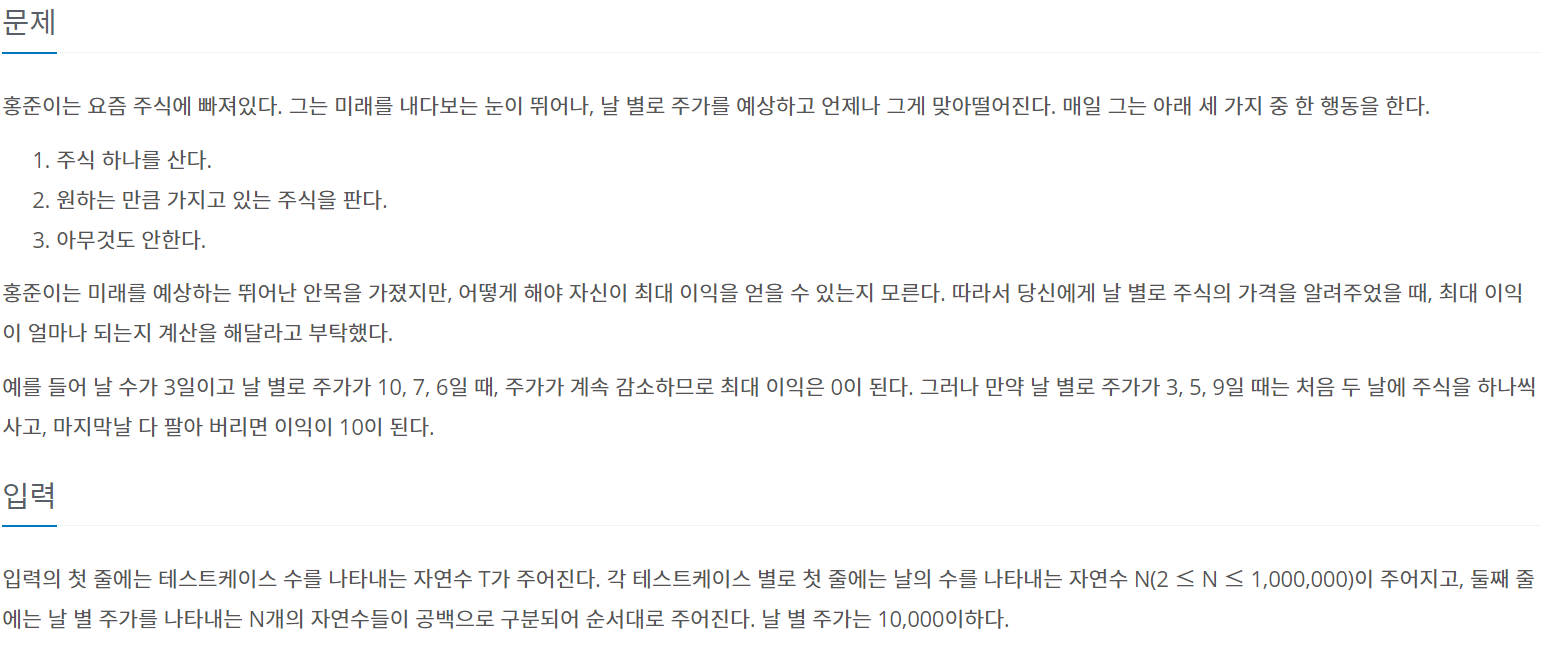 문제
홍준이는 요즘 주식에 빠져있다. 그는 미래를 내다보는 눈이 뛰어나, 날 별로 주가를 예상하고 언제나 그게 맞아떨어진다. 매일 그는 아래 세 가지 중 한 행동을 한다.
1. 주식 하나를 산다.
2. 원하는 만큼 가지고 있는 주식을 판다.
3. 아무것도 안한다.
홍준이는 미래를 예상하는 뛰어난 안목을 가졌지만, 어떻게 해야 자신이 최대 이익을 얻을 수 있는지 모른다. 따라서 당신에게 날 별로 주식의 가격을 알려주었을 때, 최대 이익
이 얼마나 되는지 계산을 해달라고 부탁했다.
예를 들어 날 수가 3일이고 날 별로 주가가 10, 7, 6일 때, 주가가 계속 감소하므로 최대 이익은 0이 된다. 그러나 만약 날 별로 주가가 3, 5, 9일 때는 처음 두 날에 주식을 하나씩
사고, 마지막날 다 팔아 버리면 이익이 10이 된다.
입력
입력의 첫 줄에는 테스트케이스 수를 나타내는 자연수 T가 주어진다. 각 테스트케이스 별로 첫 줄에는 날의 수를 나타내는 자연수 N(2 ≤ N ≤ 1,000,000)이 주어지고, 둘째 줄
에는 날 별 주가를 나타내는 N개의 자연수들이 공백으로 구분되어 순서대로 주어진다. 날 별 주가는 10,000이하다.